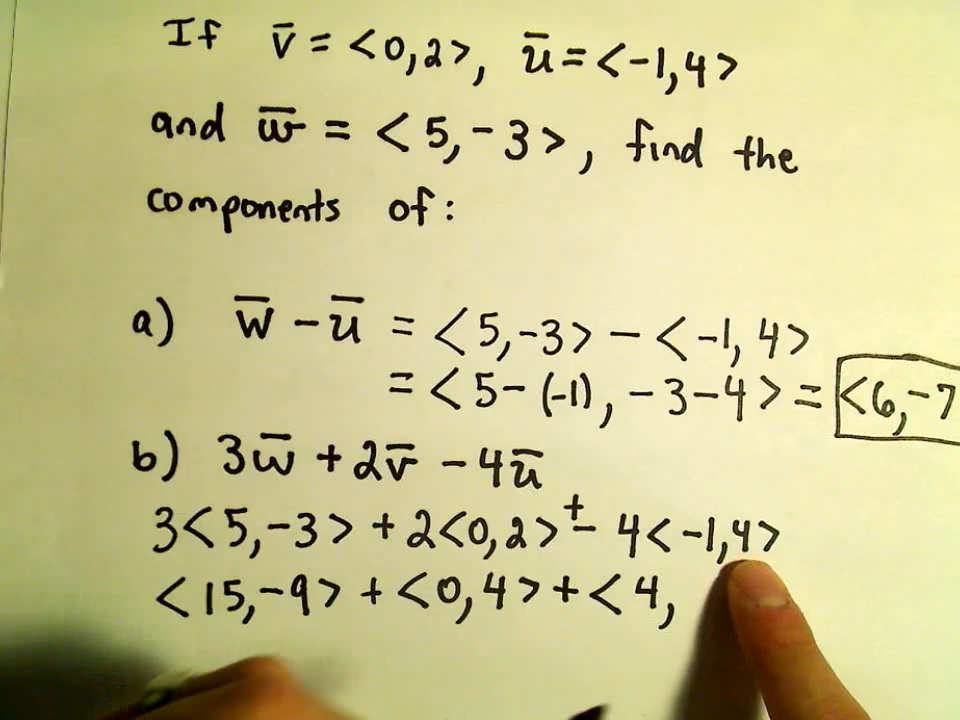 If v̄ = <0,2>, ū = <-1,4>
and w̄ = <5,-3>, find the
components of:
a) w̄ - ū = <5,-3> - <-1,4>
= <5-(-1), -3-4> = <6,-7
b) 3w̄ + 2v̄ - 4ū
3<5,-3> + 2<0,2> + - 4<-1,4>
<15,-9> + <0,4> + <4,